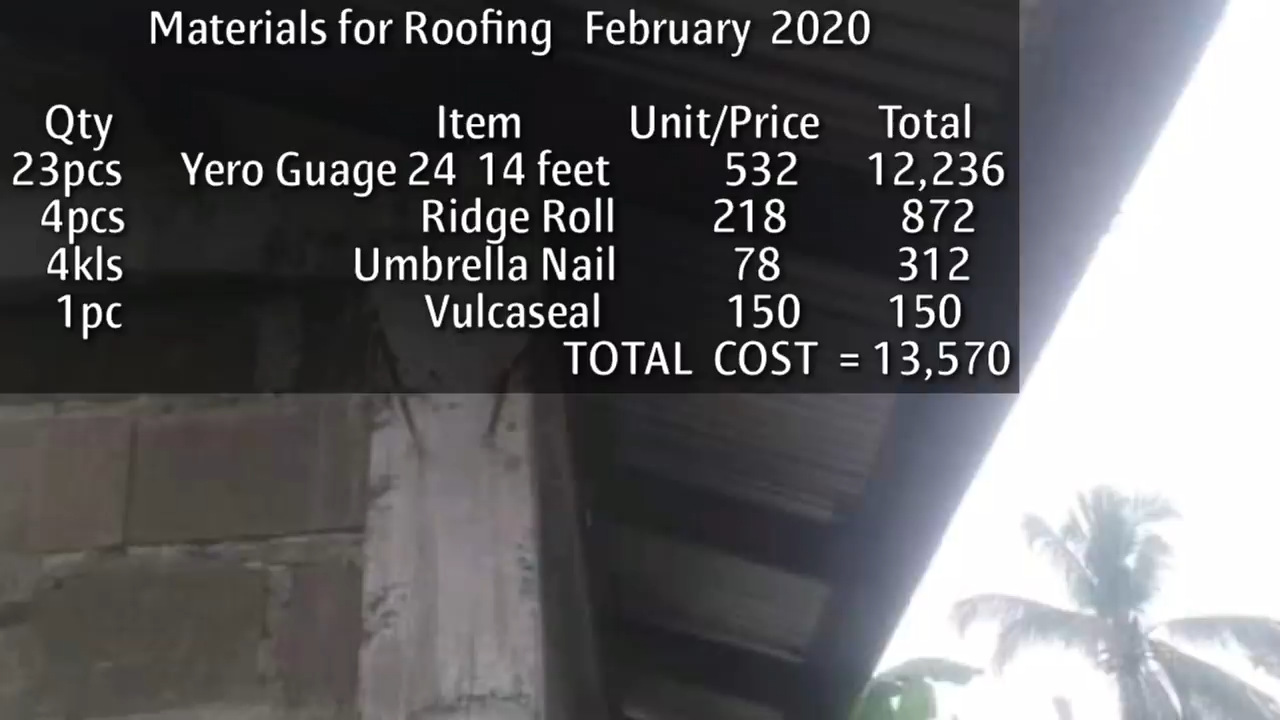 Materials for Roofing February 2020
Qty Item Unit/Price Total
23pcs Yero Guage 24 14 feet 532 12,236
4pcs Ridge Roll 218 872
4kls Umbrella Nail 78 312
1pc Vulcaseal 150 150
TOTAL COST = 13,570